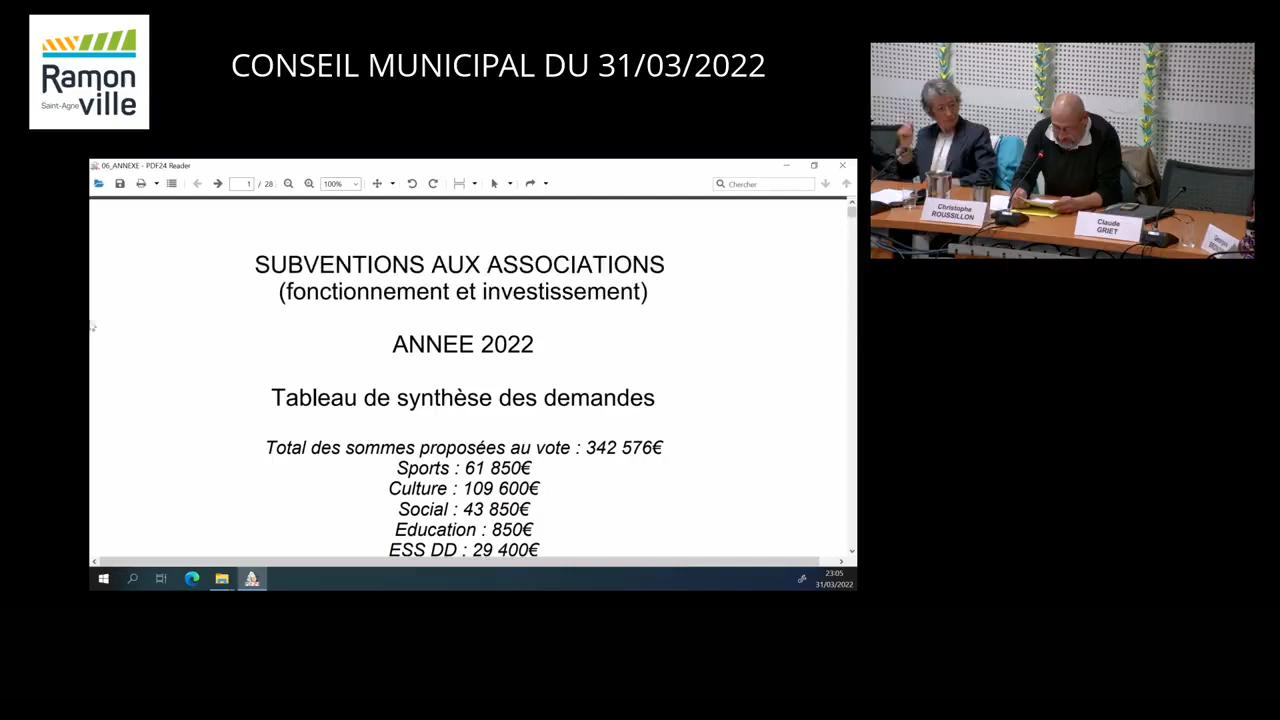 Ramon
Saint-Agne ville
CONSEIL MUNICIPAL DU 31/03/2022
06_ANNEXE - PDF24 Reader
1 / 28
100%
Chercher
SUBVENTIONS AUX ASSOCIATIONS
(fonctionnement et investissement)
ANNEE 2022
Tableau de synthèse des demandes
Total des sommes proposées au vote : 342 576€
Sports : 61 850€
Culture : 109 600€
Social : 43 850€
Education : 850€
ESS DD : 29 400€
23:05
31/03/2022
Christophe
ROUSSILLON
Claude
GRIET